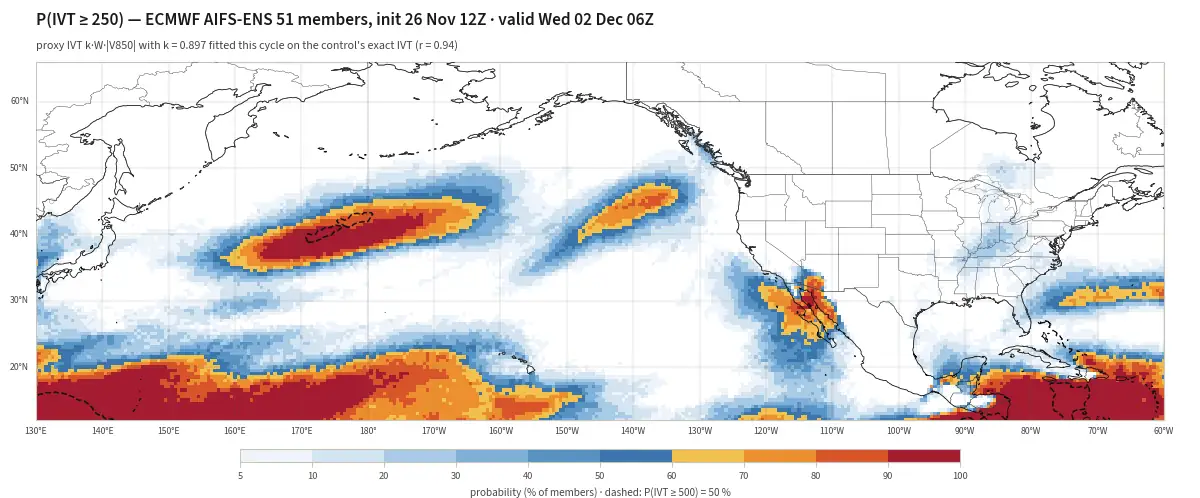 P(IVT ≥ 250) — ECMWF AIFS-ENS 51 members, init 26 Nov 12Z · valid Wed 02 Dec 06Z
proxy IVT k·W·|V850| with k = 0.897 fitted this cycle on the control's exact IVT (r = 0.94)
60°N
50°N
40°N
30°N
20°N
130°E 140°E 150°E 160°E 170°E 180° 170°W 160°W 150°W 140°W 130°W 120°W 110°W 100°W 90°W 80°W 70°W 60°W
5 10 20 30 40 50 60 70 80 90 100
probability (% of members) · dashed: P(IVT ≥ 500) = 50 %